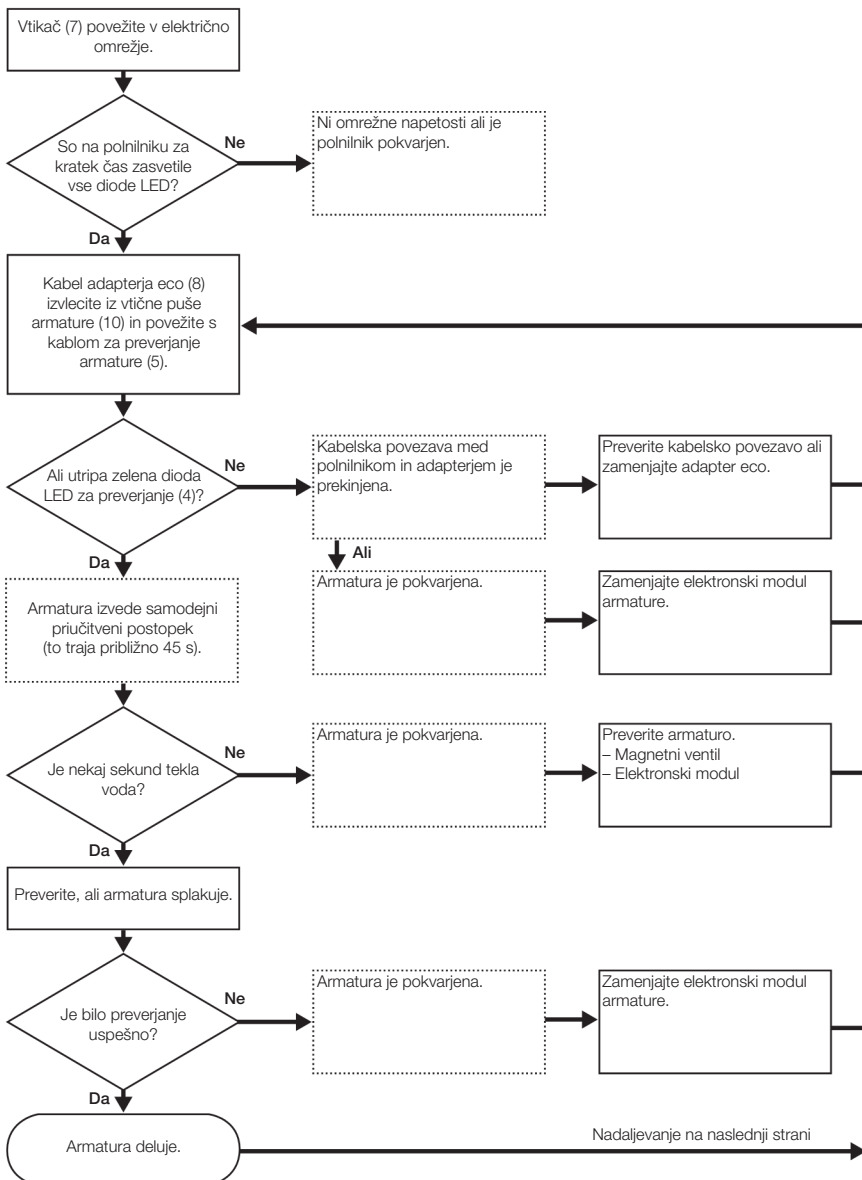 Vtikač (7) povežite v električno
omrežje.
So na polnilniku za
kratek čas zasvetile
vse diode LED?
Ne
Ni omrežne napetosti ali je
polnilnik pokvarjen.
Da
Kabel adapterja eco (8)
izvlecite iz vtične puše
armature (10) in povežite s
kablom za preverjanje
armature (5).
Ali utripa zelena dioda
LED za preverjanje (4)?
Ne
Kabelska povezava med
polnilnikom in adapterjem je
prekinjena.
Preverite kabelsko povezavo ali
zamenjajte adapter eco.
Ali
Armatura je pokvarjena.
Zamenjajte elektronski modul
armature.
Da
Armatura izvede samodejni
priučitveni postopek
(to traja približno 45 s).
Je nekaj sekund tekla
voda?
Ne
Armatura je pokvarjena.
Preverite armaturo.
– Magnetni ventil
– Elektronski modul
Da
Preverite, ali armatura splakuje.
Je bilo preverjanje
uspešno?
Ne
Armatura je pokvarjena.
Zamenjajte elektronski modul
armature.
Da
Armatura deluje.
Nadaljevanje na naslednji strani